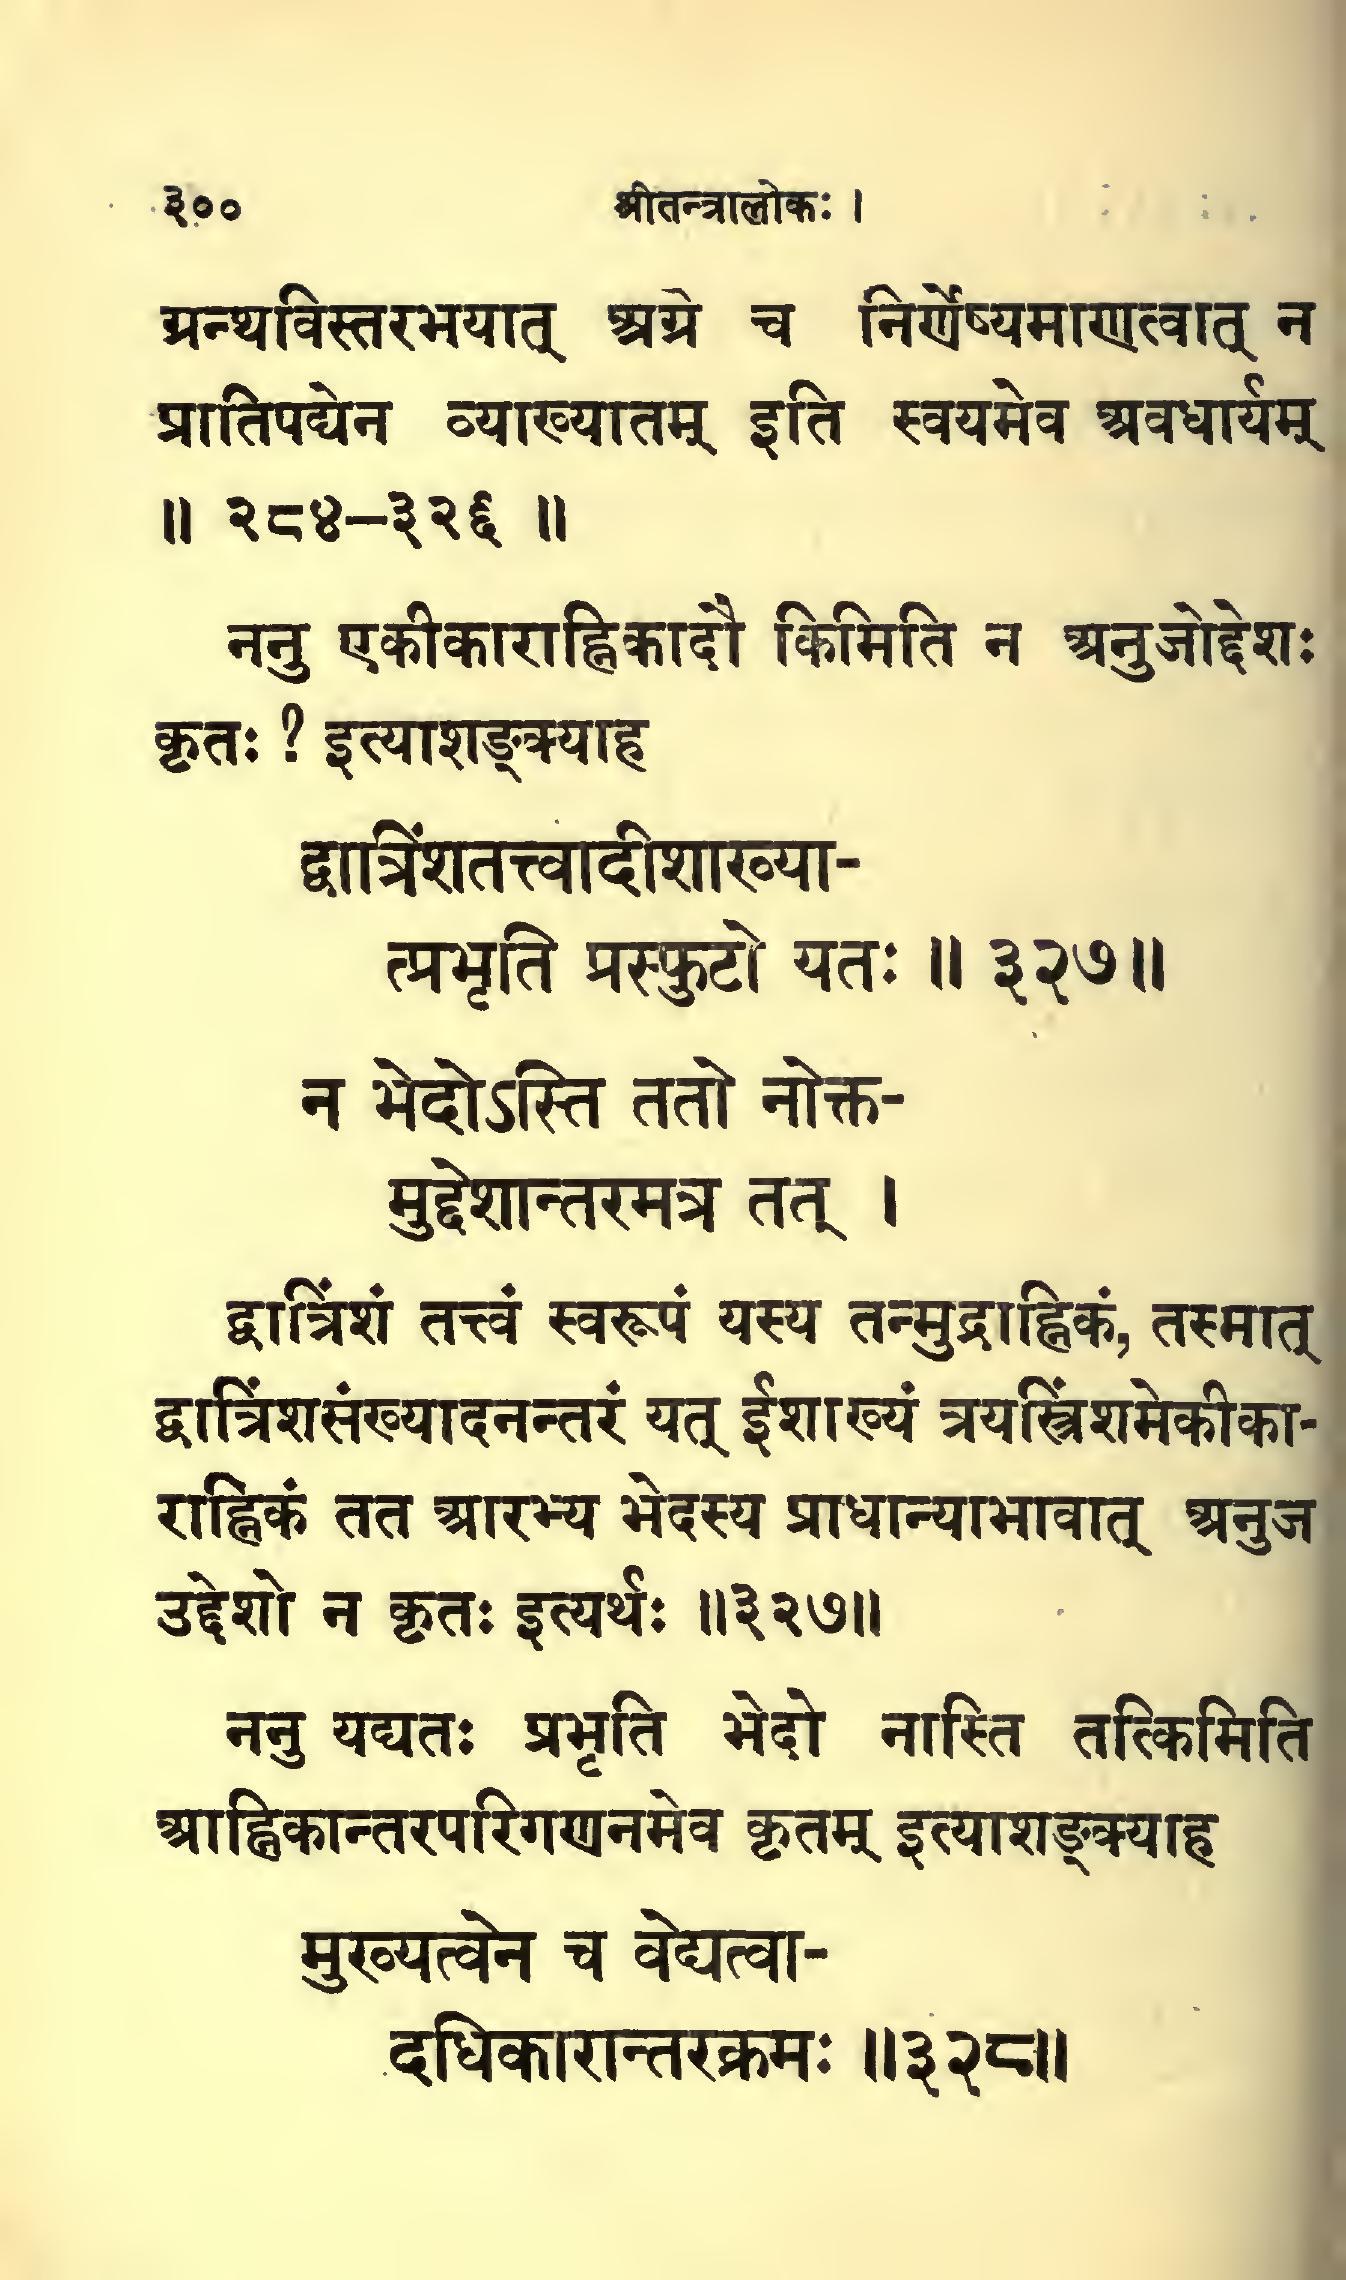 ३०० श्रीतन्त्रालोकः ।
ग्रन्थविस्तरभयात् अग्रे च निर्णेष्यमाणत्वात् न
प्रातिपद्येन व्याख्यातम् इति स्वयमेव अवधार्यम्
॥ २८४–३२६ ॥
ननु एकीकाराह्निकादौ किमिति न अनुजोद्देशः
कृतः ? इत्याशङ्क्याह
द्वात्रिंशतत्त्वादीशाख्या-
त्प्रभृति प्रस्फुटो यतः ॥ ३२७॥
न भेदोऽस्ति ततो नोक्त-
मुद्देशान्तरमत्र तत् ।
द्वात्रिंशं तत्त्वं स्वरूपं यस्य तन्मुद्राह्निकं, तस्मात्
द्वात्रिंशसंख्यादनन्तरं यत् ईशाख्यं त्रयस्त्रिंशमेकीका-
राह्निकं तत आरभ्य भेदस्य प्राधान्याभावात् अनुज
उद्देशो न कृतः इत्यर्थः ॥३२७॥
ननु यद्यतः प्रभृति भेदो नास्ति तत्किमिति
आह्निकान्तरपरिगणनमेव कृतम् इत्याशङ्क्याह
मुख्यत्वेन च वेद्यत्वा-
दधिकारान्तरक्रमः ॥३२८॥